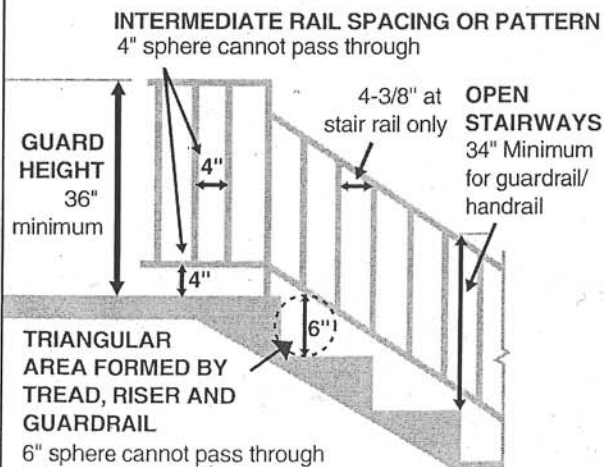 INTERMEDIATE RAIL SPACING OR PATTERN
4" sphere cannot pass through
4-3/8" at
stair rail only
OPEN
STAIRWAYS
34" Minimum
for guardrail/
handrail
GUARD
HEIGHT
36"
minimum
4"
4"
6"
TRIANGULAR
AREA FORMED BY
TREAD, RISER AND
GUARDRAIL
6" sphere cannot pass through